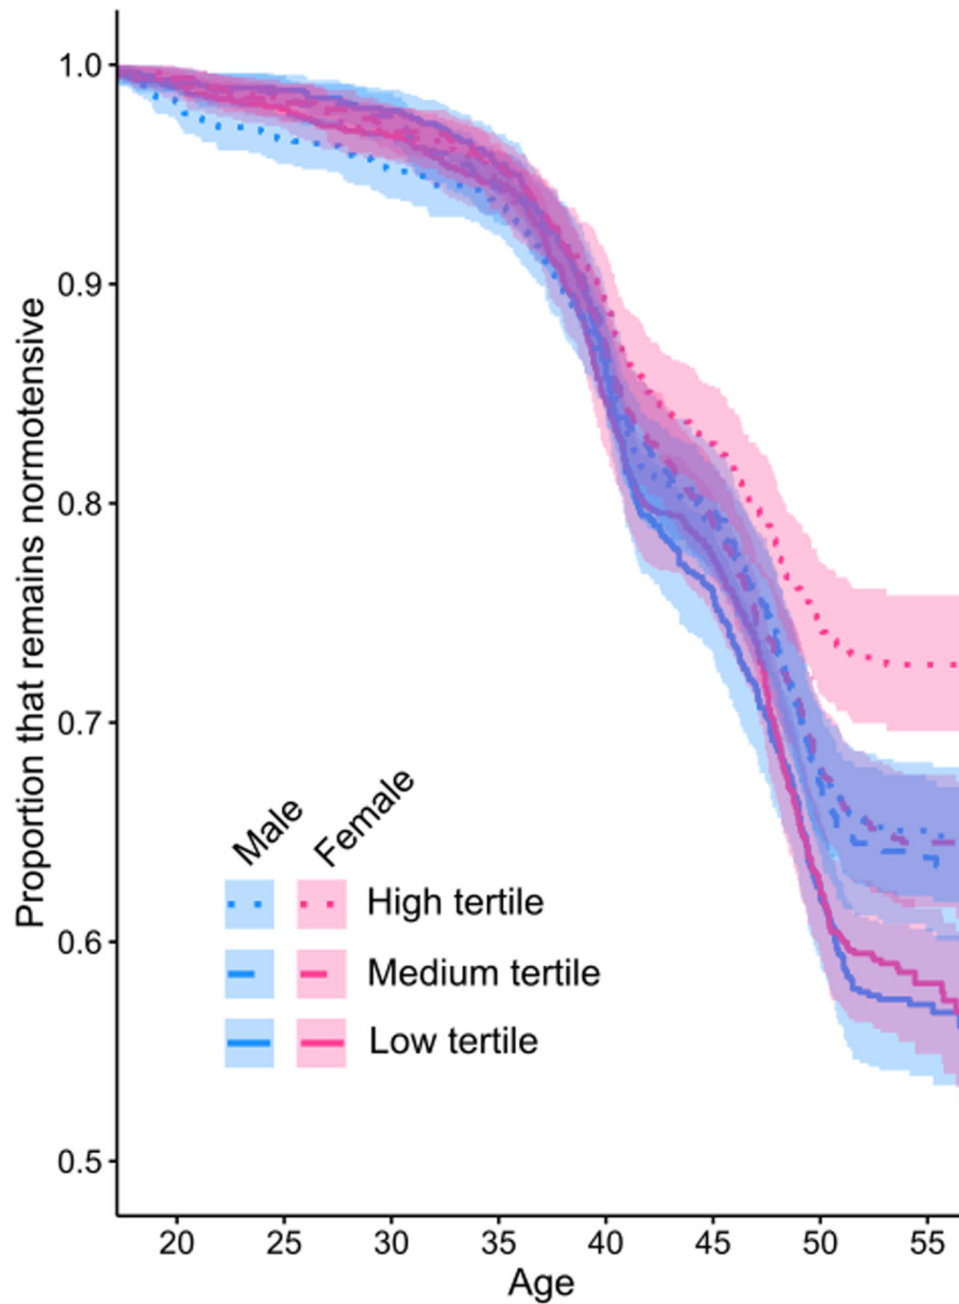 Proportion that remains normotensive
1.0
0.9
0.8
0.7
0.6
0.5
Male
Female
High tertile
Medium tertile
Low tertile
20 25 30 35 40 45 50 55
Age